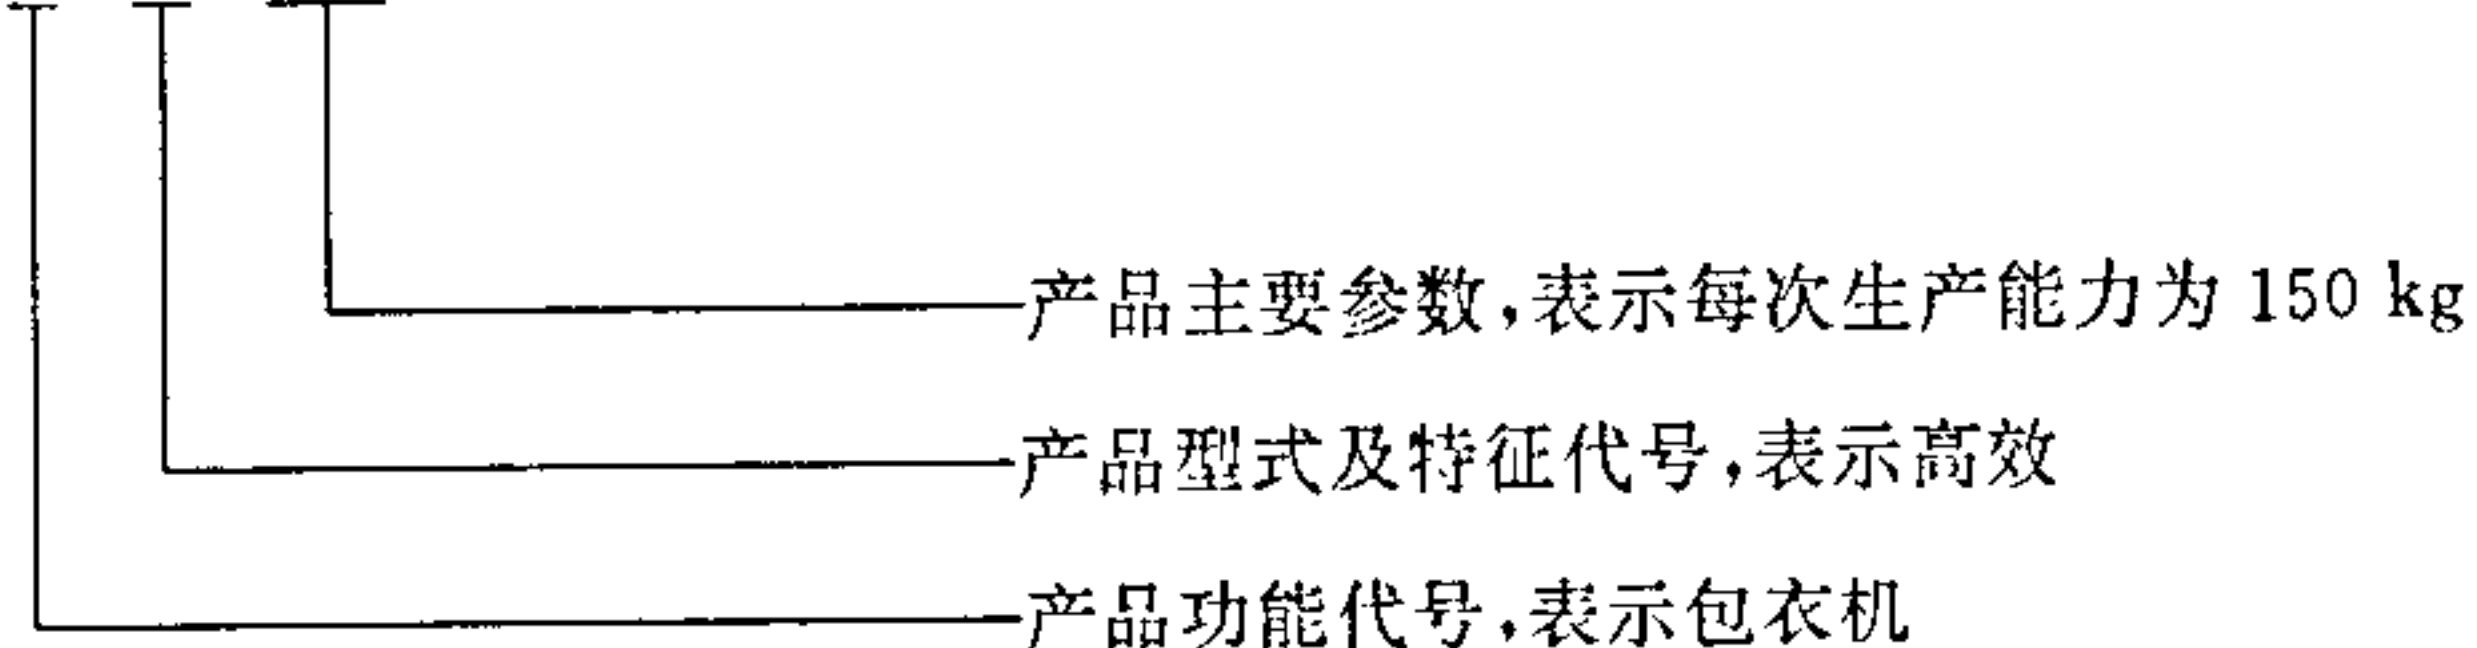 产品主要参数,表示每次生产能力为 150 kg
产品型式及特征代号,表示高效
产品功能代号,表示包衣机